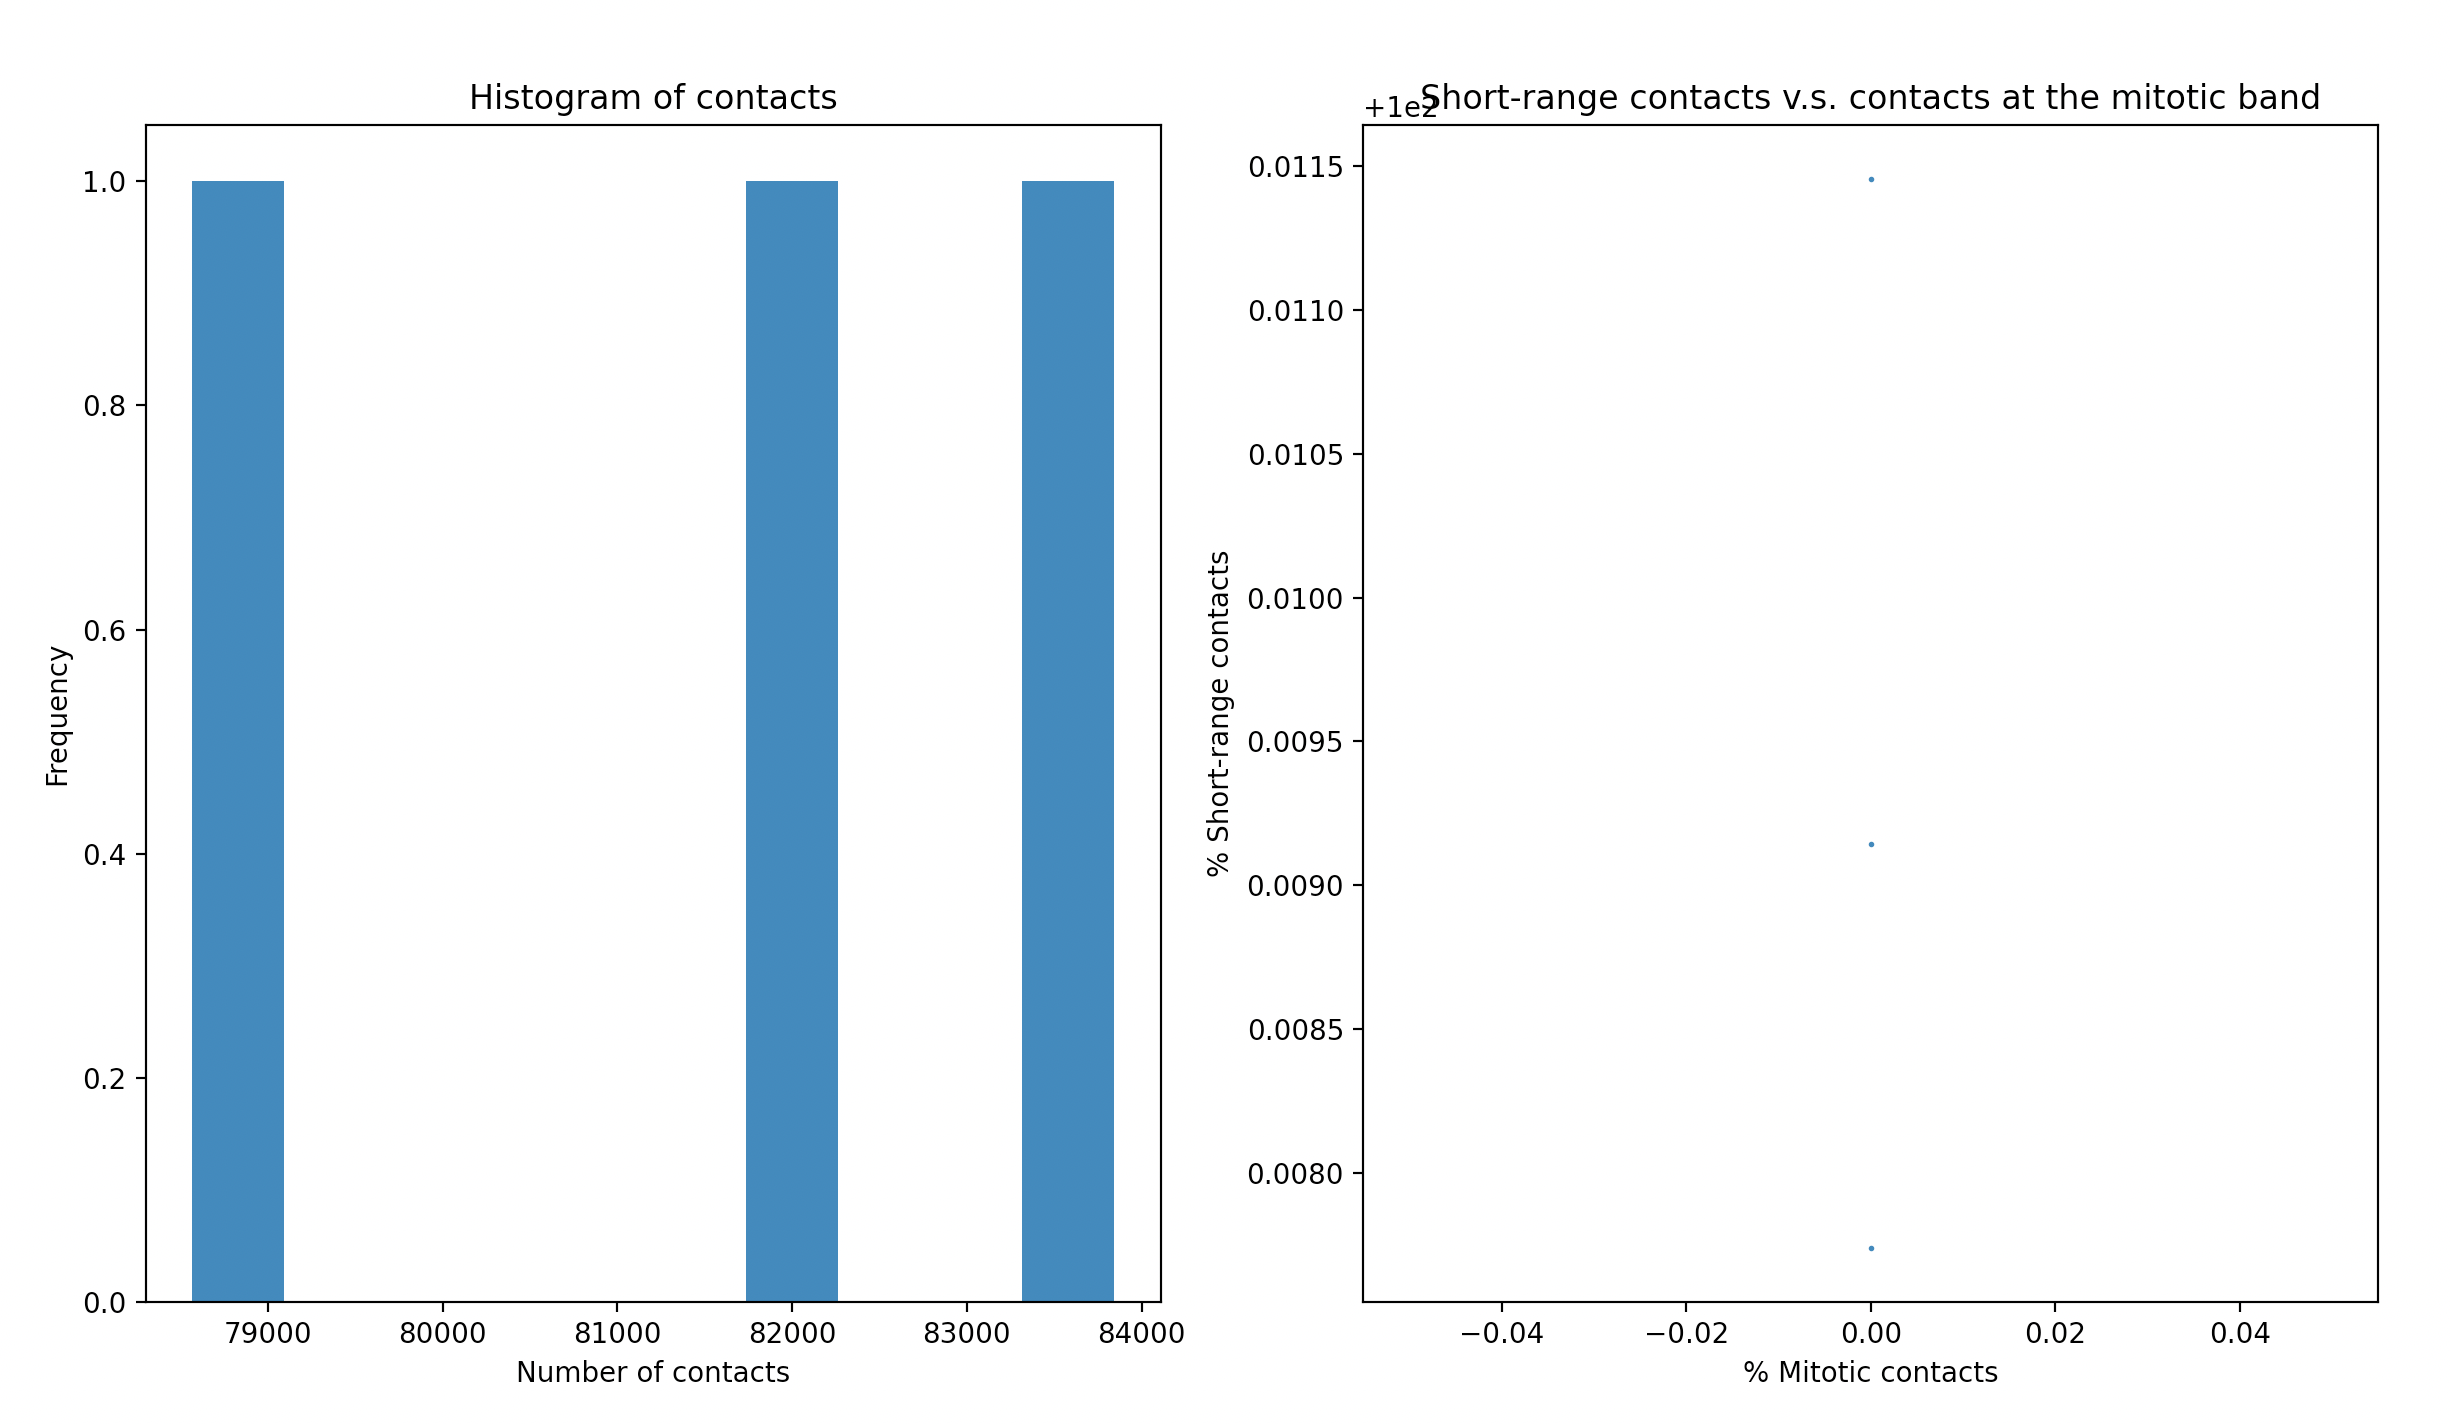 Histogram of contacts
1.0
0.8
0.6
0.4
0.2
0.0
Frequency
79000 80000 81000 82000 83000 84000
Number of contacts
Short-range contacts v.s. contacts at the mitotic band
+1e2
0.0115
0.0110
0.0105
0.0100
0.0095
0.0090
0.0085
0.0080
% Short-range contacts
−0.04 −0.02 0.00 0.02 0.04
% Mitotic contacts